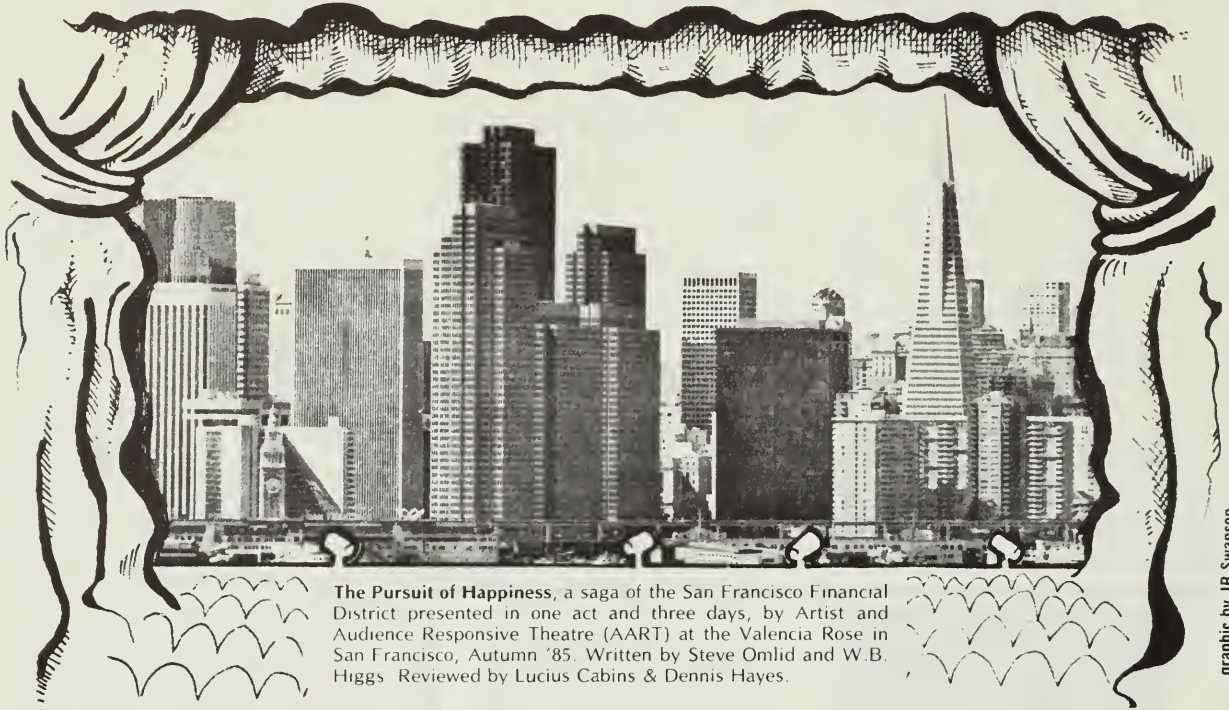 The Pursuit of Happiness, a saga of the San Francisco Financial
District presented in one act and three days, by Artist and
Audience Responsive Theatre (AART) at the Valencia Rose in
San Francisco, Autumn '85. Written by Steve Omlid and W.B.
Higgs Reviewed by Lucius Cabins & Dennis Hayes.
graphic by J.R. Swanson